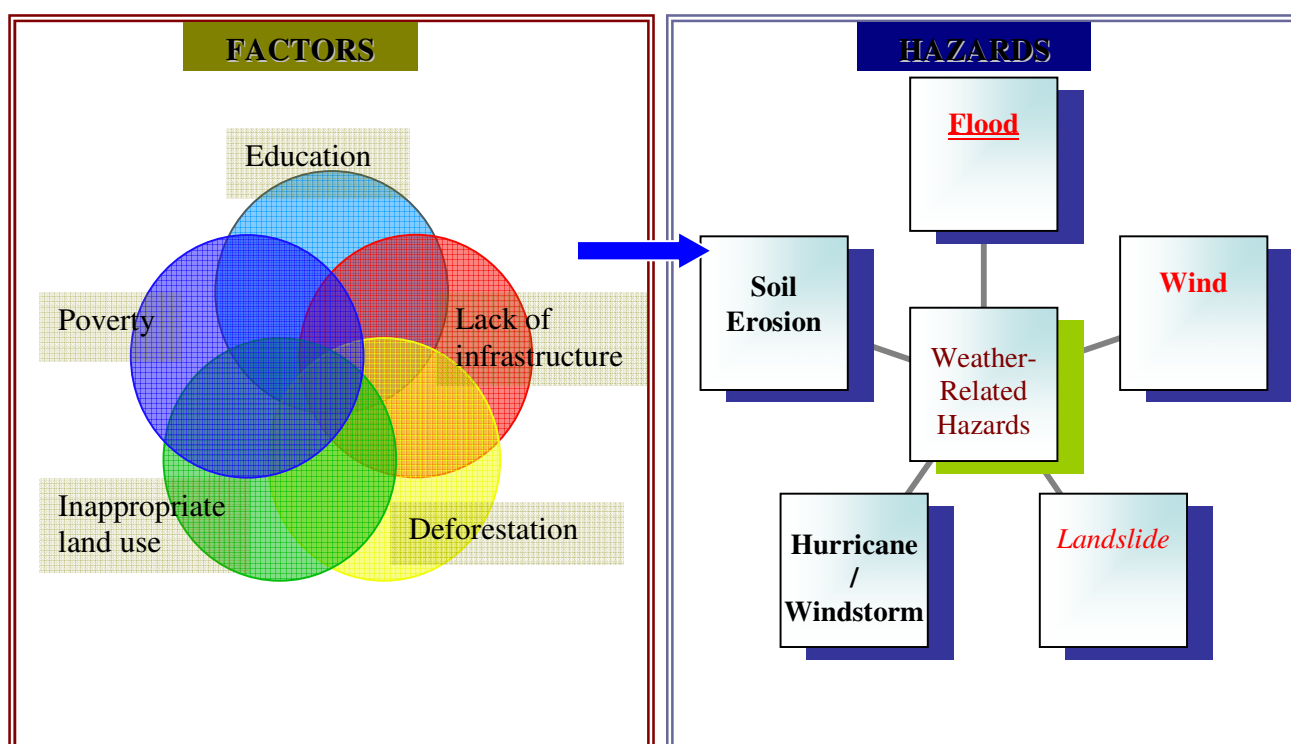 FACTORS
Education
Poverty
Lack of
infrastructure
Inappropriate
land use
Deforestation
HAZARDS
Flood
Soil
Erosion
Wind
Weather-
Related
Hazards
Hurricane
/
Windstorm
Landslide